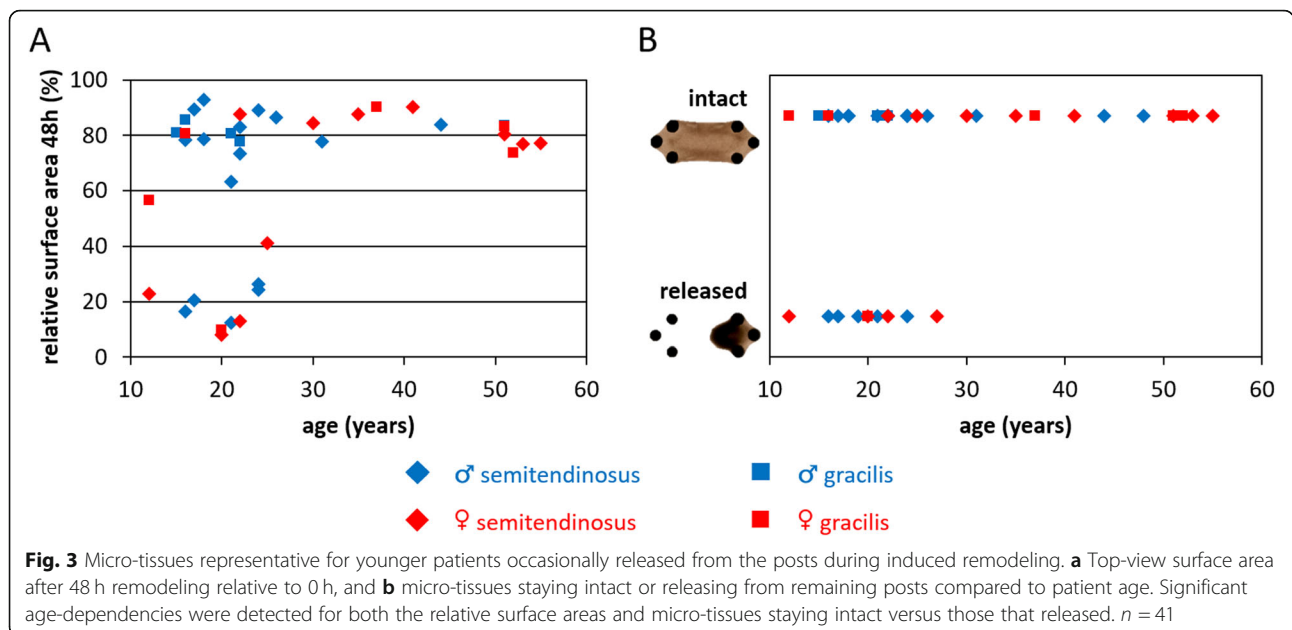 A
B
relative surface area 48h (%)
100
80
60
40
20
0
10 20 30 40 50 60
age (years)
intact
released
10 20 30 40 50 60
age (years)
♂ semitendinosus ♂ gracilis
♀ semitendinosus ♀ gracilis
Fig. 3 Micro-tissues representative for younger patients occasionally released from the posts during induced remodeling. a Top-view surface area
after 48 h remodeling relative to 0 h, and b micro-tissues staying intact or releasing from remaining posts compared to patient age. Significant
age-dependencies were detected for both the relative surface areas and micro-tissues staying intact versus those that released. n = 41